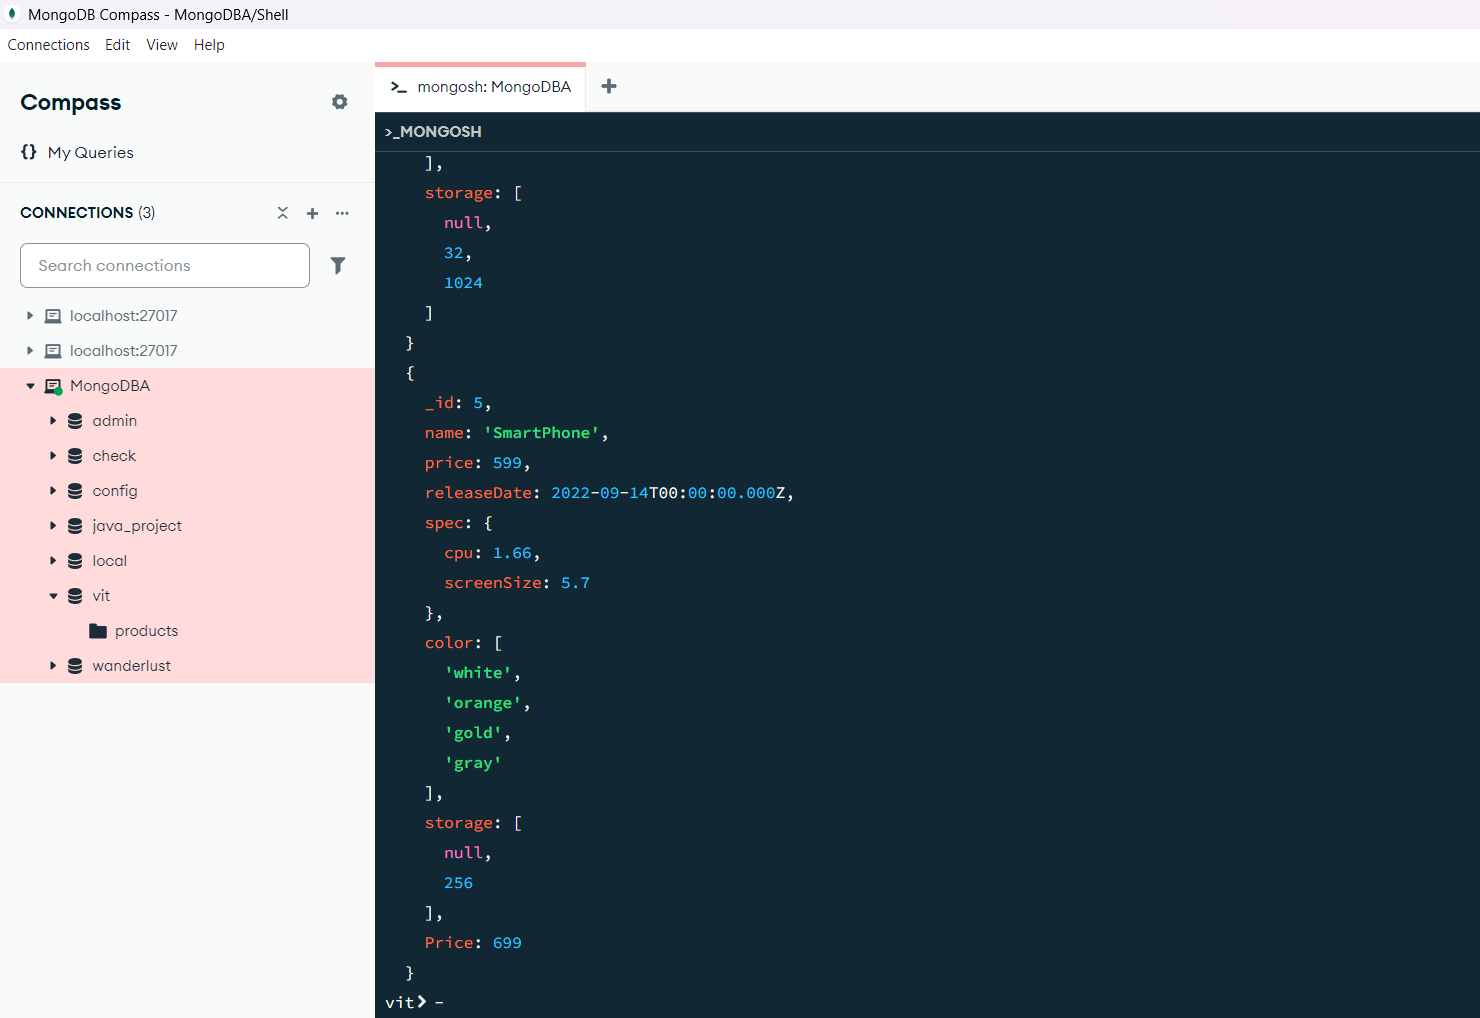 MongoDB Compass - MongoDBA/Shell
Connections Edit View Help
Compass
{} My Queries
CONNECTIONS (3)
Search connections
localhost:27017
localhost:27017
MongoDBA
admin
check
config
java_project
local
vit
products
wanderlust
>_ mongosh: MongoDBA +
>_MONGOSH
],
storage: [
null,
32,
1024
]
}
{
_id: 5,
name: 'SmartPhone',
price: 599,
releaseDate: 2022-09-14T00:00:00.000Z,
spec: {
cpu: 1.66,
screenSize: 5.7
},
color: [
'white',
'orange',
'gold',
'gray'
],
storage: [
null,
256
],
Price: 699
}
vit> -